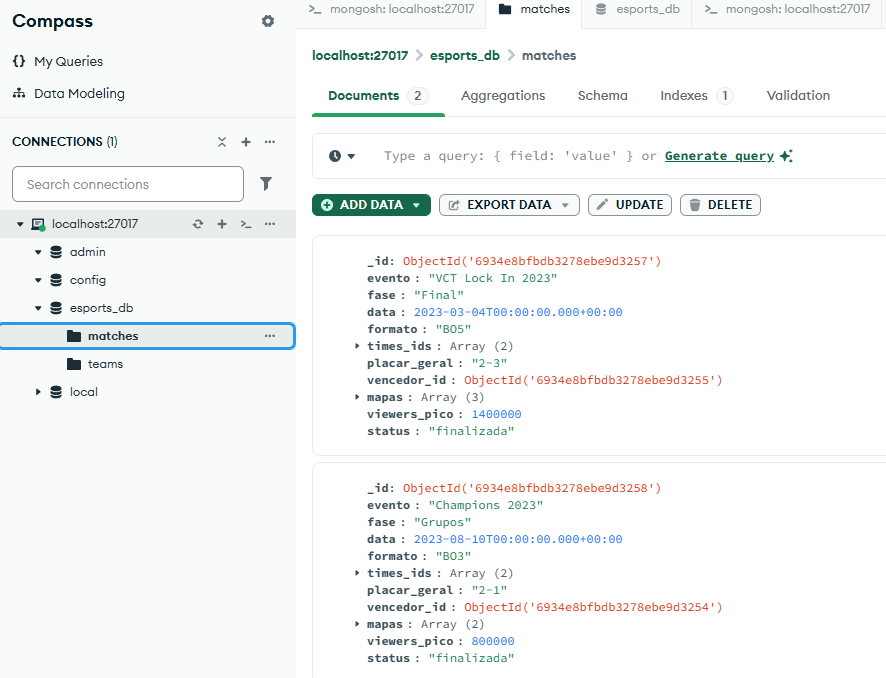 Compass
My Queries
Data Modeling
CONNECTIONS (1)
Search connections
localhost:27017
admin
config
esports_db
matches
teams
local
mongosh: localhost:27017
matches
esports_db
mongosh: localhost:27017
localhost:27017 > esports_db > matches
Documents 2 Aggregations Schema Indexes 1 Validation
Type a query: { field: 'value' } or Generate query
ADD DATA EXPORT DATA UPDATE DELETE
_id: ObjectId('6934e8bfbdb3278ebe9d3257')
evento : "VCT Lock In 2023"
fase : "Final"
data : 2023-03-04T00:00:00.000+00:00
formato : "BO5"
times_ids : Array (2)
placar_geral : "2-3"
vencedor_id : ObjectId('6934e8bfbdb3278ebe9d3255')
mapas : Array (3)
viewers_pico : 1400000
status : "finalizada"
_id: ObjectId('6934e8bfbdb3278ebe9d3258')
evento : "Champions 2023"
fase : "Grupos"
data : 2023-08-10T00:00:00.000+00:00
formato : "BO3"
times_ids : Array (2)
placar_geral : "2-1"
vencedor_id : ObjectId('6934e8bfbdb3278ebe9d3254')
mapas : Array (2)
viewers_pico : 800000
status : "finalizada"